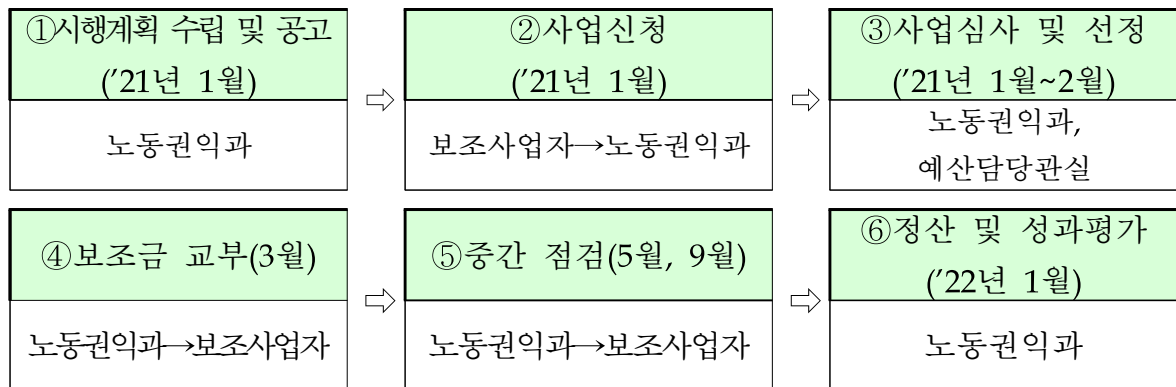 ①시행계획 수립 및 공고
(′21년 1월)
노동권익과
⇨
②사업신청
(′21년 1월)
보조사업자→노동권익과
⇨
③사업심사 및 선정
(′21년 1월~2월)
노동권익과,
예산담당관실
④보조금 교부(3월)
노동권익과→보조사업자
⇨
⑤중간 점검(5월, 9월)
노동권익과→보조사업자
⇨
⑥정산 및 성과평가
(′22년 1월)
노동권익과